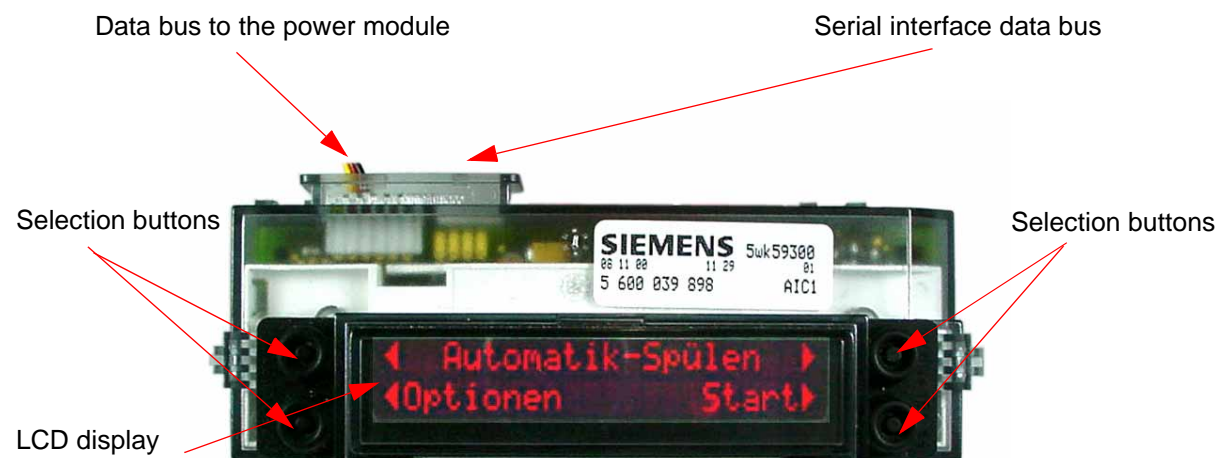 Data bus to the power module
Serial interface data bus
Selection buttons
Selection buttons
SIEMENS 5wk59300
08 11 00 11 29 01
5 600 039 898 AIC1
Automatik-Spülen
Optionen Start
LCD display